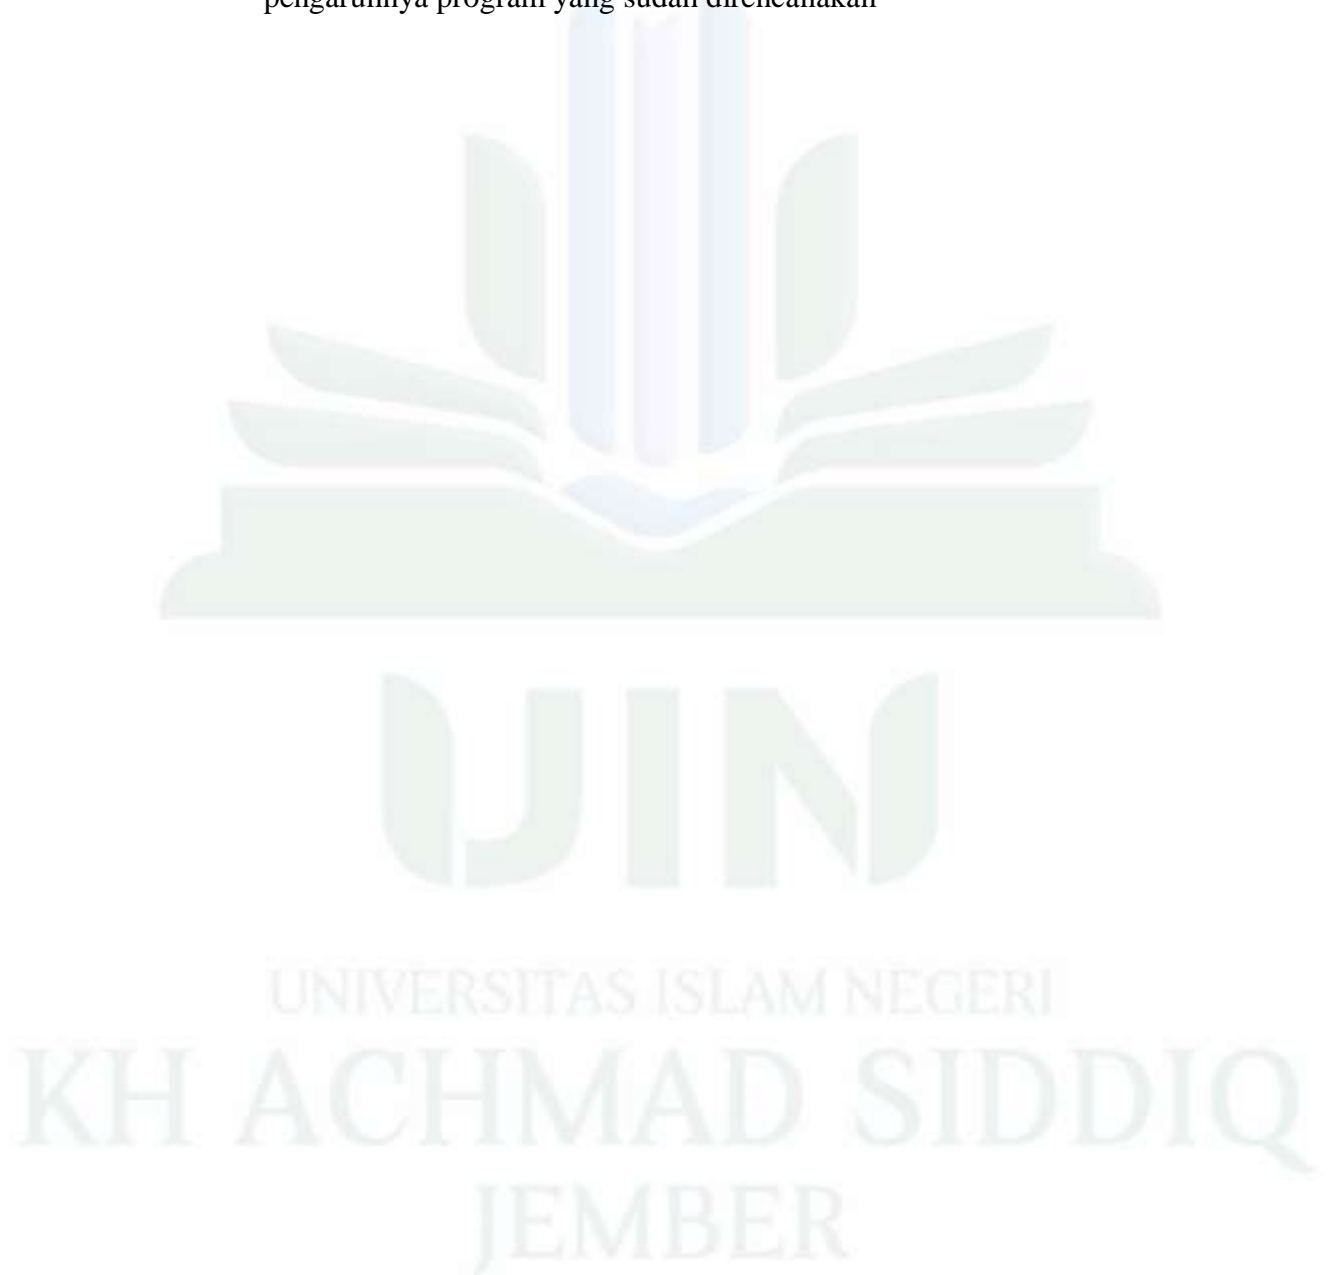 pengaruhnya program yang sudah direncanakan
UIN
UNIVERSITAS ISLAM NEGERI
KH ACHMAD SIDDIQ
JEMBER